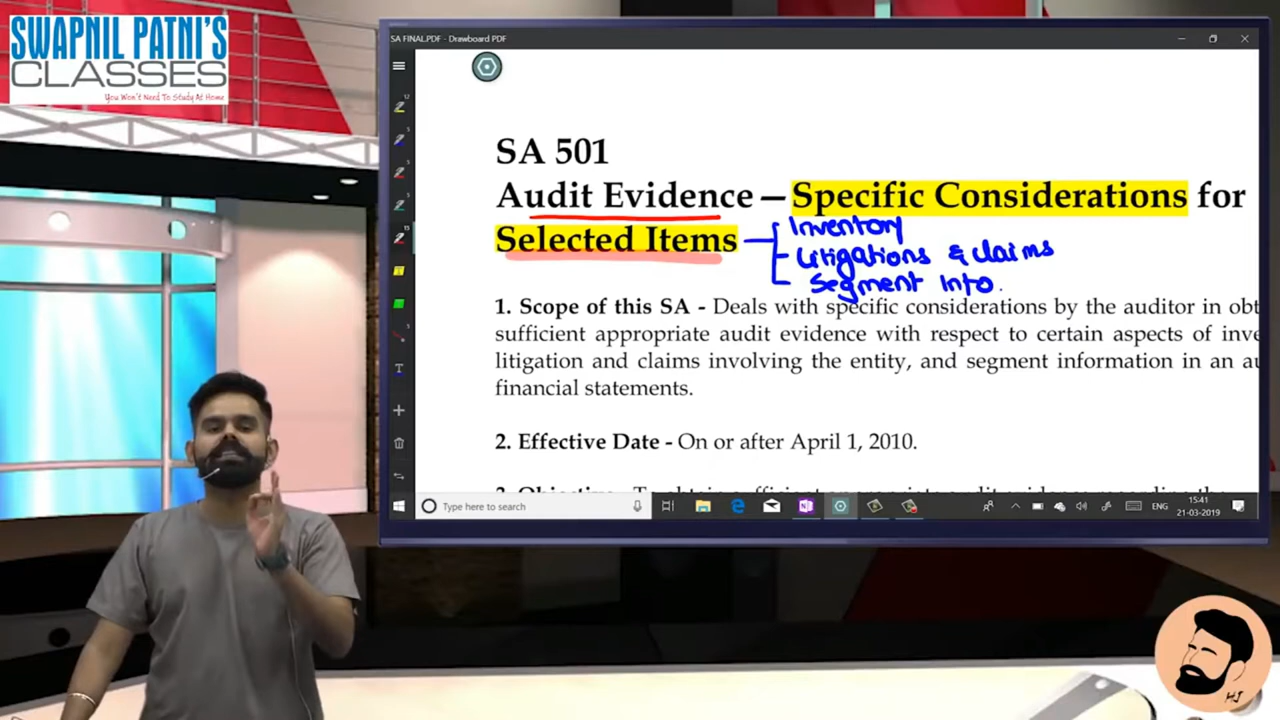 SWAPNIL PATNI'S
CLASSES
You Won't Need To Study At Home
SA FINAL.PDF - Drawboard PDF
SA 501
Audit Evidence — Specific Considerations for
Selected Items
Inventory
Litigations & claims
Segment Info.
1. Scope of this SA - Deals with specific considerations by the auditor in obt
sufficient appropriate audit evidence with respect to certain aspects of inve
litigation and claims involving the entity, and segment information in an au
financial statements.
2. Effective Date - On or after April 1, 2010.
Type here to search
ENG
15:41
21-03-2019
HJ